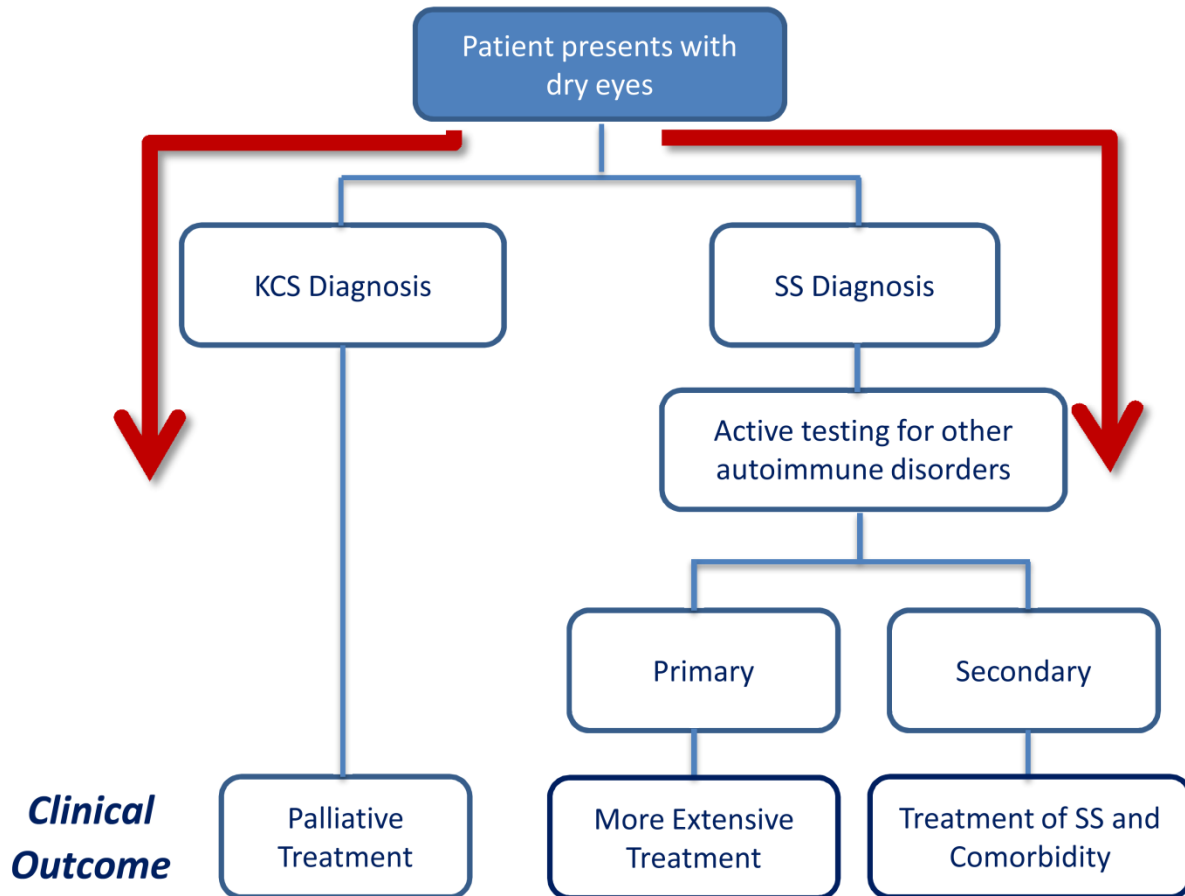 Patient presents with
dry eyes
KCS Diagnosis
SS Diagnosis
Active testing for other
autoimmune disorders
Primary
Secondary
Clinical
Outcome
Palliative
Treatment
More Extensive
Treatment
Treatment of SS and
Comorbidity